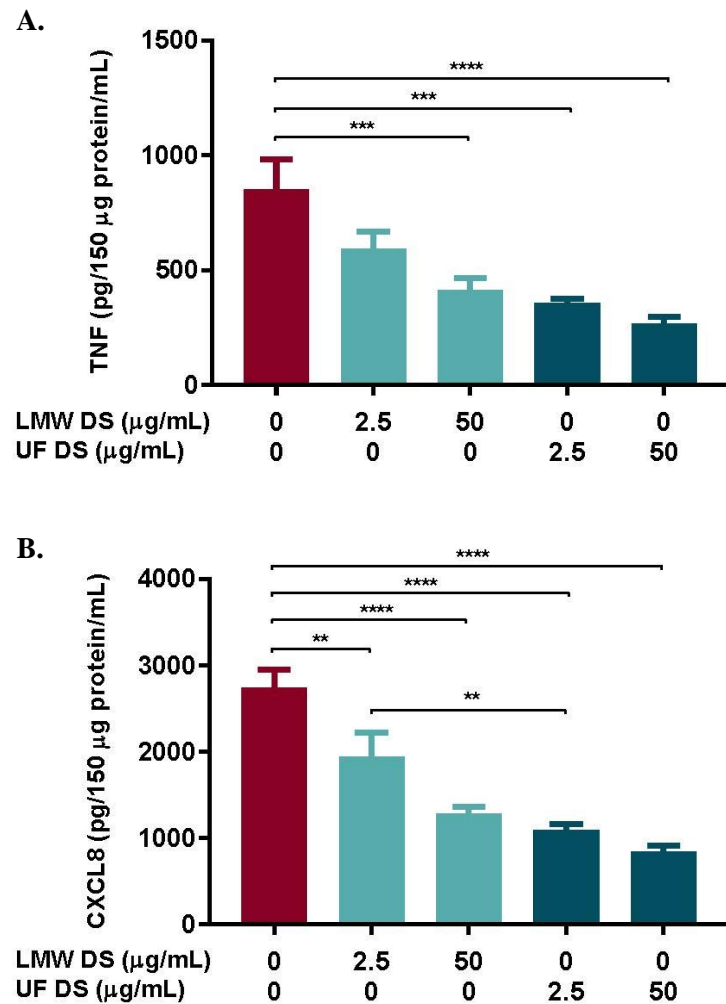 A.
TNF (pg/150 μg protein/mL)
1500
1000
500
0
****
***
***
LMW DS (μg/mL) 0 2.5 50 0 0
UF DS (μg/mL) 0 0 0 2.5 50
B.
CXCL8 (pg/150 μg protein/mL)
4000
3000
2000
1000
0
****
****
****
**
**
LMW DS (μg/mL) 0 2.5 50 0 0
UF DS (μg/mL) 0 0 0 2.5 50